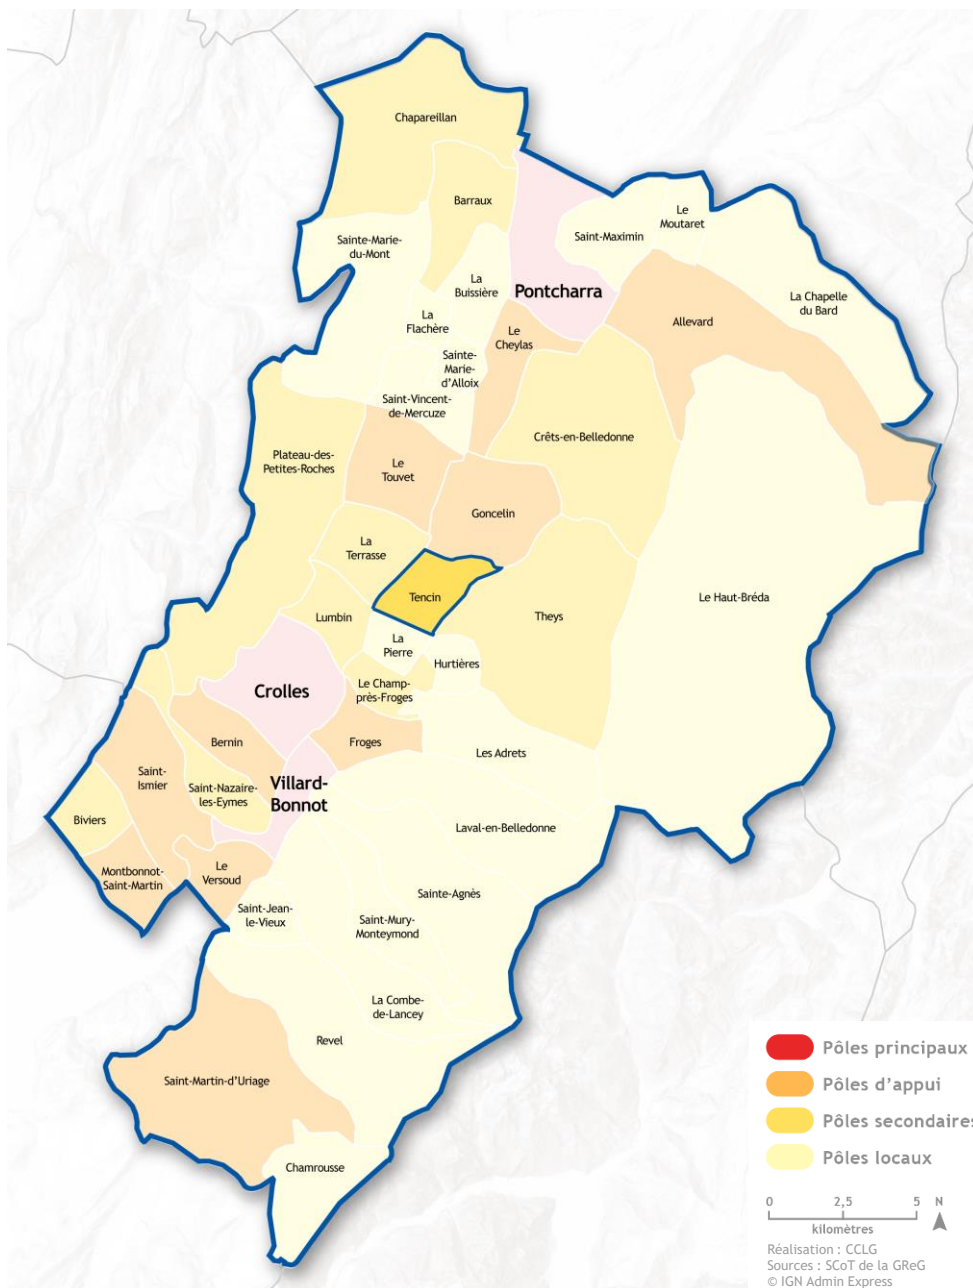 Chapareillan
Barraux
Le
Moutaret
Saint-Maximin
Sainte-Marie-
du-Mont
La
Buissière
Pontcharra
La Chapelle
du Bard
La
Flachère
Le
Cheylas
Allevard
Sainte-
Marie-
d'Alloix
Saint-Vincent-
de-Mercuze
Crêts-en-Belledonne
Plateau-des-
Petites-Roches
Le
Touvet
Goncelin
La
Terrasse
Tencin
Le Haut-Bréda
Lumbin
Theys
La
Pierre
Hurtières
Crolles
Le Champ-
près-Froges
Bernin
Froges
Les Adrets
Saint-
Ismier
Saint-Nazaire-
les-Eymes
Villard-
Bonnot
Biviers
Laval-en-Belledonne
Montbonnot-
Saint-Martin
Le
Versoud
Sainte-Agnès
Saint-Jean-
le-Vieux
Saint-Mury-
Monteymond
La Combe-
de-Lancey
Revel
Saint-Martin-d'Uriage
Chamrousse
Pôles principaux
Pôles d'appui
Pôles secondaires
Pôles locaux
0 2,5 5 N
kilomètres
Réalisation : CCLG
Sources : SCoT de la GReG
© IGN Admin Express